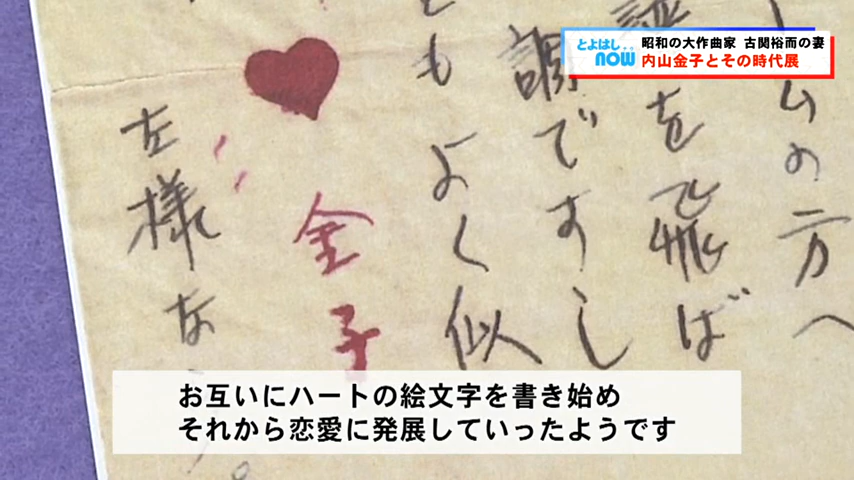 とよはし
now
昭和の大作曲家 古関裕而の妻
内山金子とその時代展
ムの方へ
を飛ば
調ですし
もよく似
金子
左様な
お互いにハートの絵文字を書き始め
それから恋愛に発展していったようです